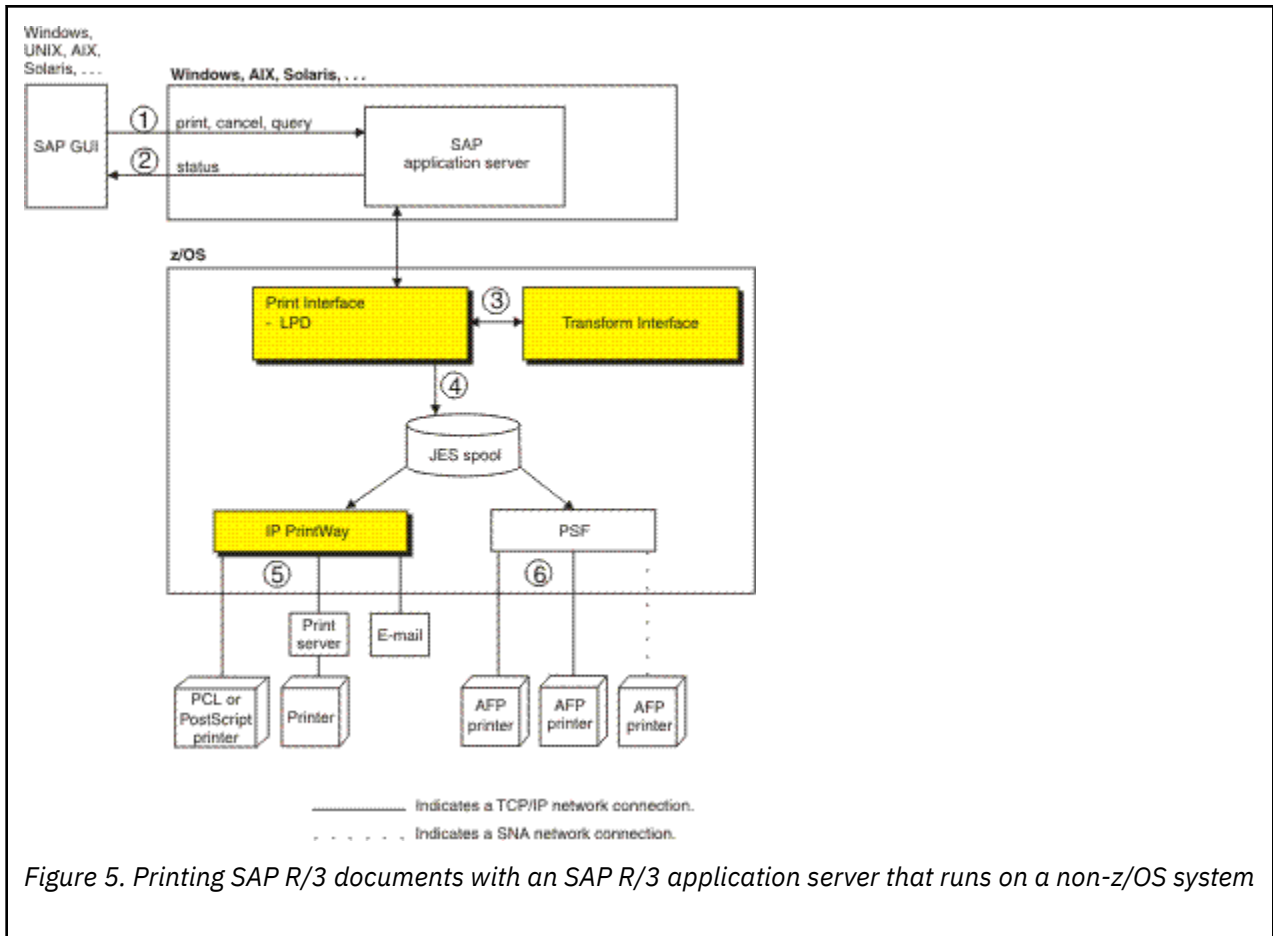 Windows,
UNIX, AIX,
Solaris, . . .
Windows, AIX, Solaris, . . .
SAP GUI
1
print, cancel, query
2
status
SAP
application server
z/OS
Print Interface
- LPD
3
Transform Interface
4
JES spool
IP PrintWay
PSF
5
6
Print
server
E-mail
PCL or
PostScript
printer
Printer
AFP
printer
AFP
printer
AFP
printer
Indicates a TCP/IP network connection.
Indicates a SNA network connection.
Figure 5. Printing SAP R/3 documents with an SAP R/3 application server that runs on a non-z/OS system